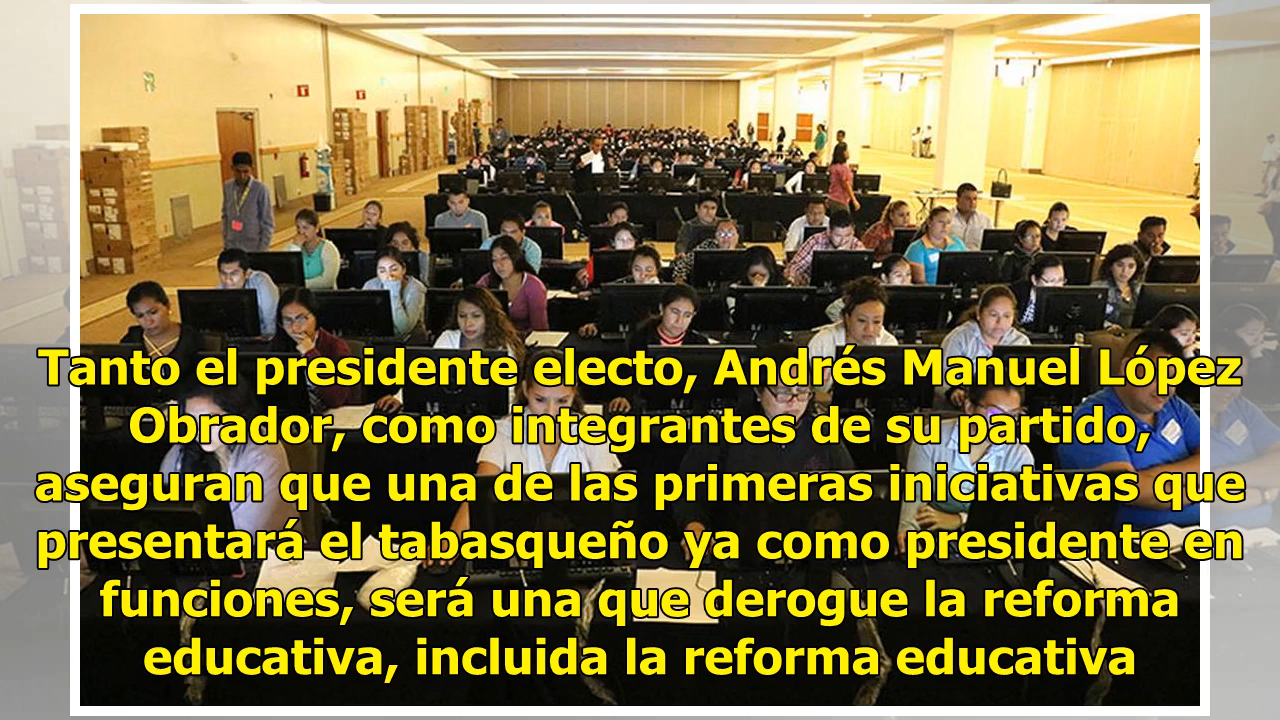 Tanto el presidente electo, Andrés Manuel López
Obrador, como integrantes de su partido,
aseguran que una de las primeras iniciativas que
presentará el tabasqueño ya como presidente en
funciones, será una que derogue la reforma
educativa, incluida la reforma educativa